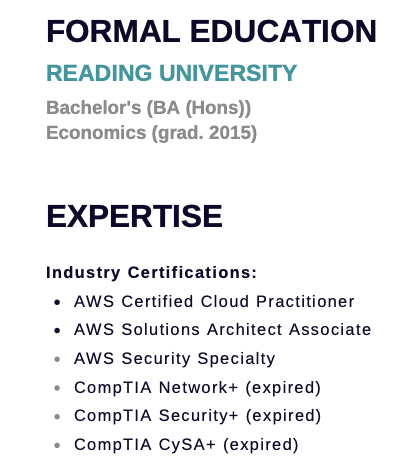 FORMAL EDUCATION
READING UNIVERSITY
Bachelor's (BA (Hons))
Economics (grad. 2015)
EXPERTISE
Industry Certifications:
• AWS Certified Cloud Practitioner
• AWS Solutions Architect Associate
• AWS Security Specialty
• CompTIA Network+ (expired)
• CompTIA Security+ (expired)
• CompTIA CySA+ (expired)